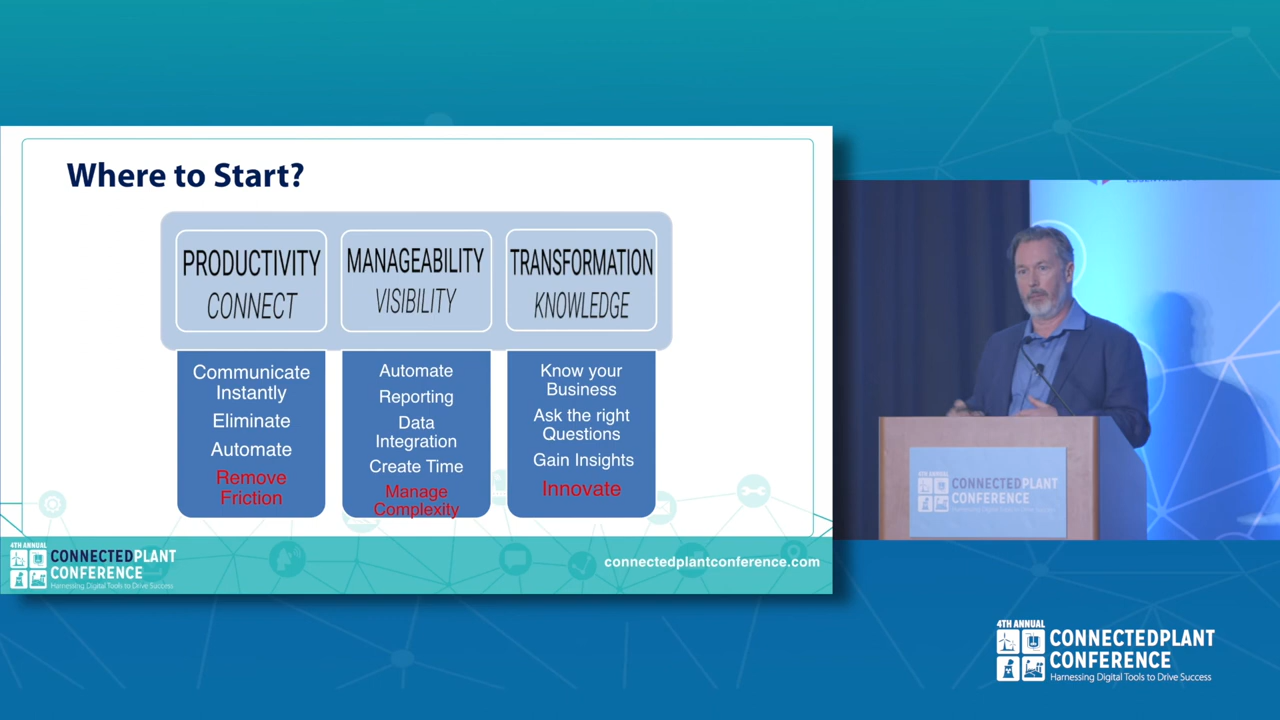 Where to Start?
PRODUCTIVITY
CONNECT
MANAGEABILITY
VISIBILITY
TRANSFORMATION
KNOWLEDGE
Communicate
Instantly
Eliminate
Automate
Remove
Friction
Automate
Reporting
Data
Integration
Create Time
Manage
Complexity
Know your
Business
Ask the right
Questions
Gain Insights
Innovate
4TH ANNUAL
CONNECTEDPLANT
CONFERENCE
Harnessing Digital Tools to Drive Success
connectedplantconference.com
CONNECTEDPLANT
CONFERENCE
4TH ANNUAL
CONNECTEDPLANT
CONFERENCE
Harnessing Digital Tools to Drive Success